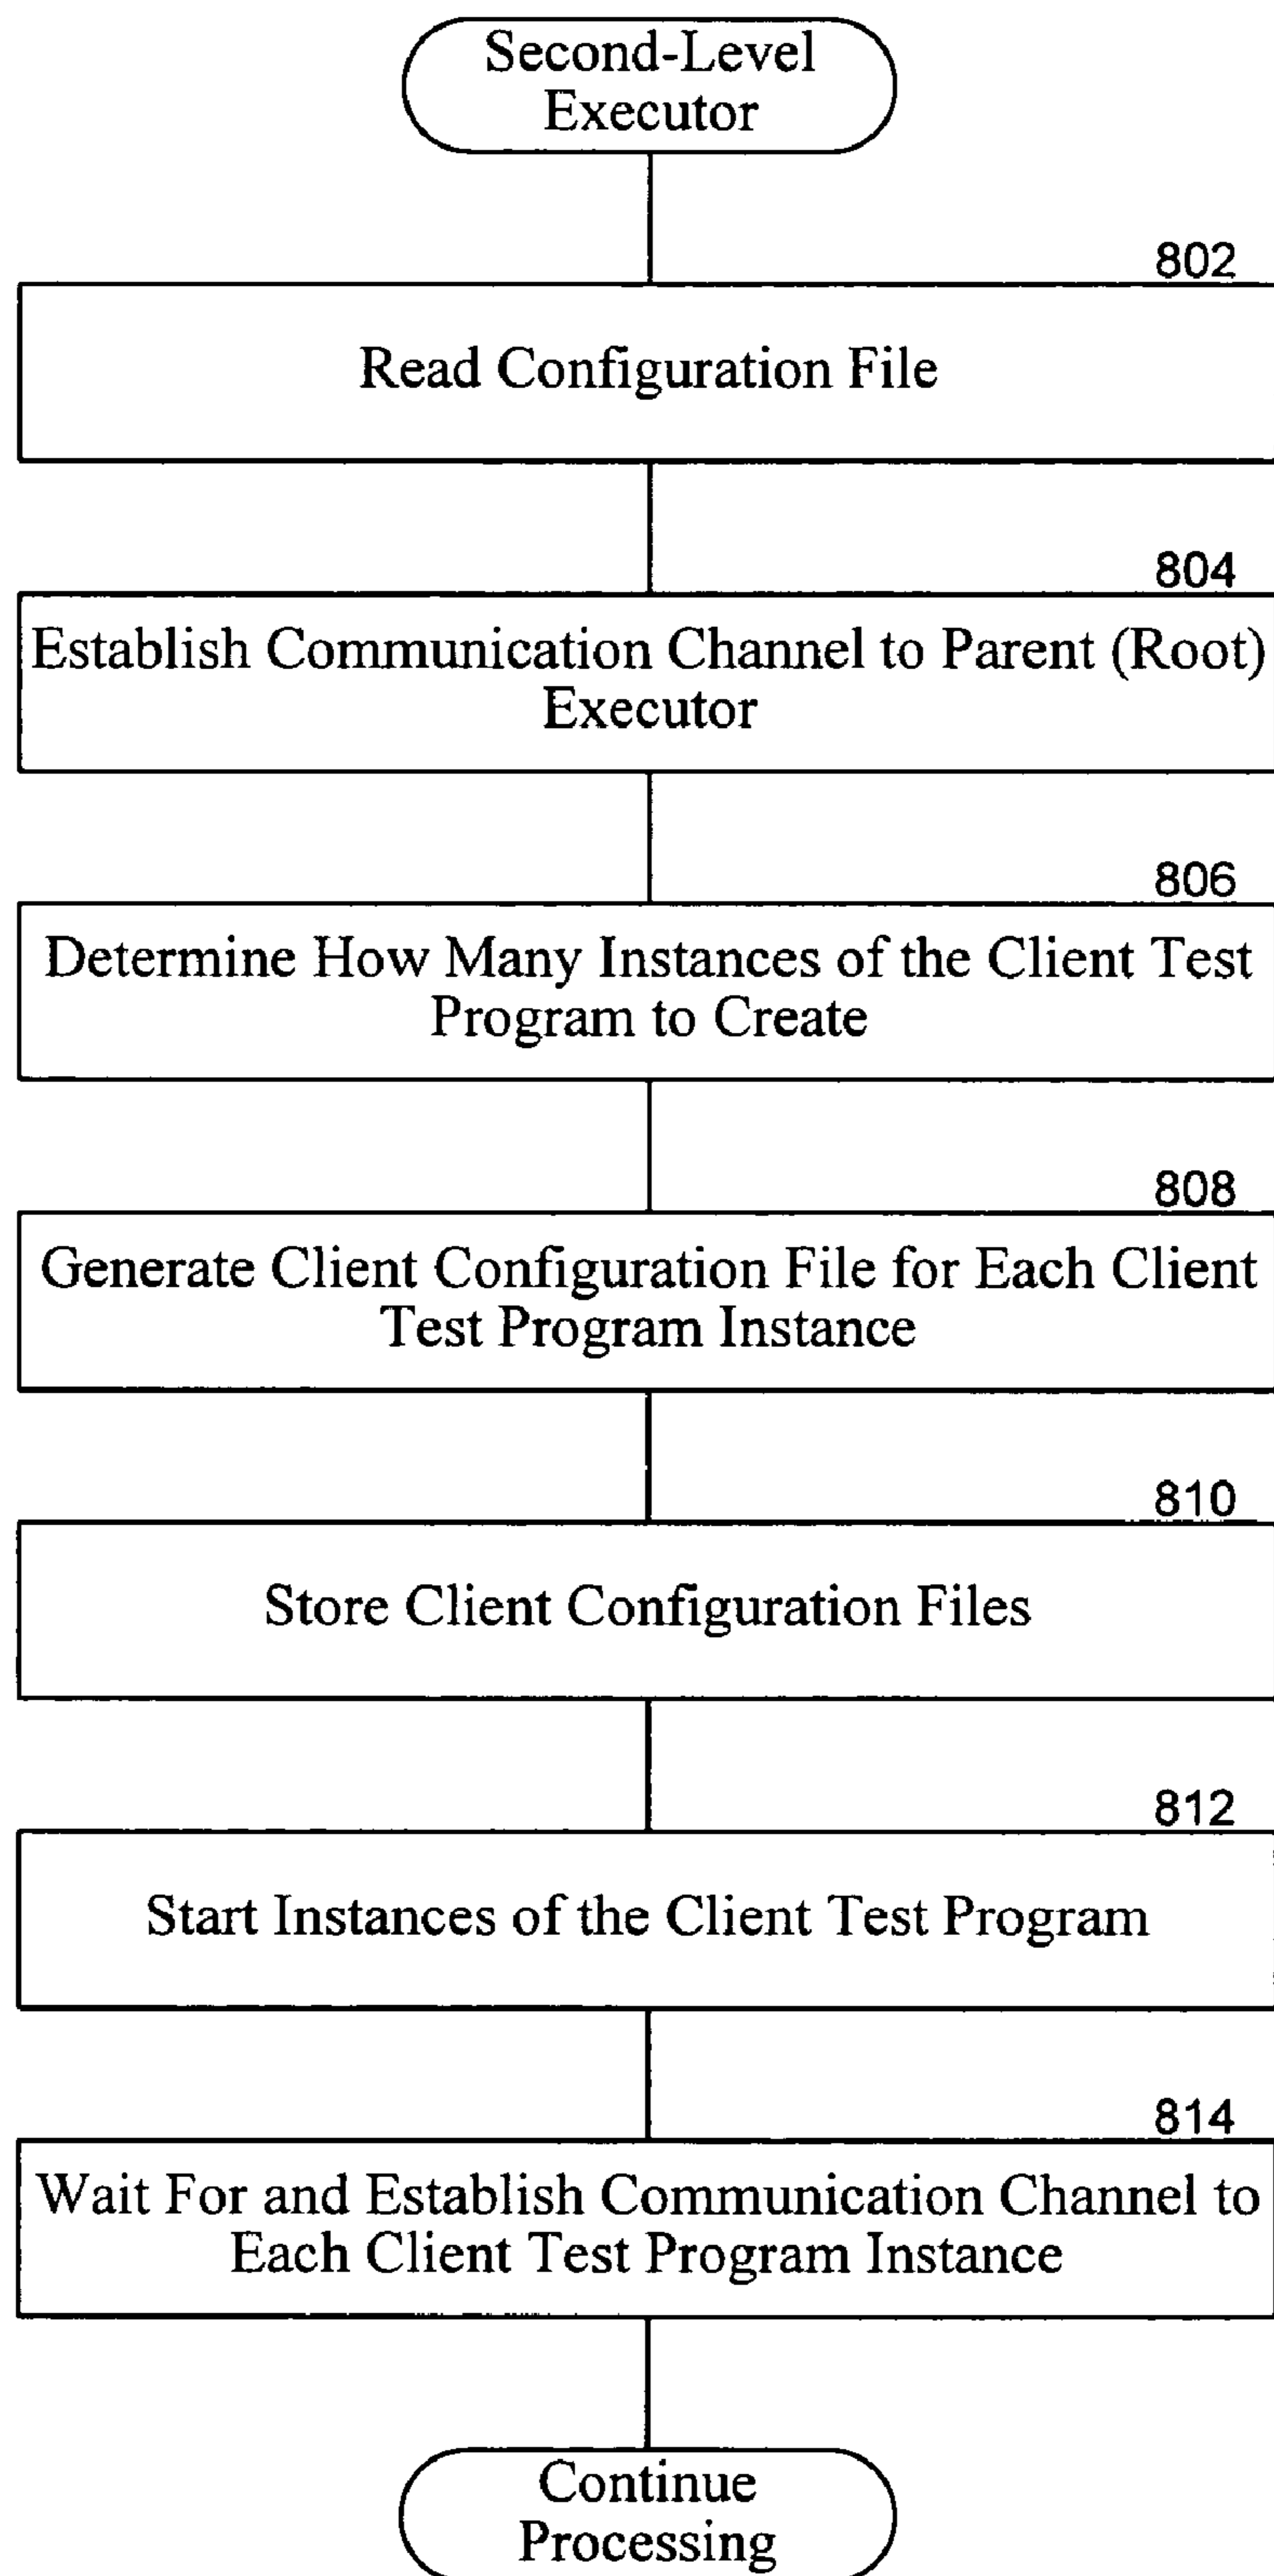 Second-Level
Executor
802
Read Configuration File
804
Establish Communication Channel to Parent (Root)
Executor
806
Determine How Many Instances of the Client Test
Program to Create
808
Generate Client Configuration File for Each Client
Test Program Instance
810
Store Client Configuration Files
812
Start Instances of the Client Test Program
814
Wait For and Establish Communication Channel to
Each Client Test Program Instance
Continue
Processing